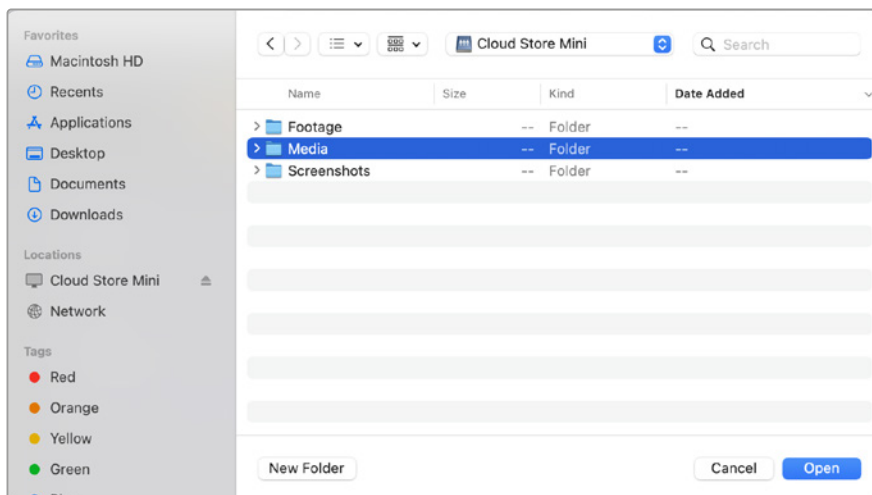 Favorites
Macintosh HD
Recents
Applications
Desktop
Documents
Downloads
Locations
Cloud Store Mini
Network
Tags
Red
Orange
Yellow
Green
Cloud Store Mini
Search
Name Size Kind Date Added
Footage -- Folder --
Media -- Folder --
Screenshots -- Folder --
New Folder Cancel Open